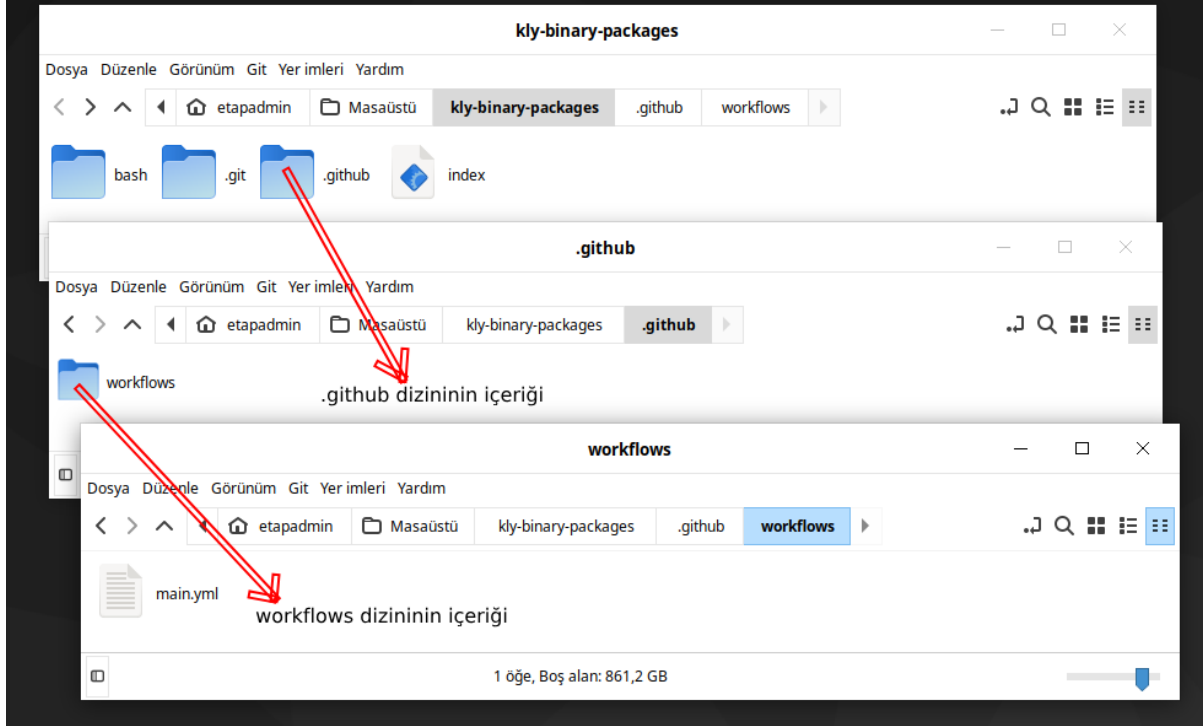 kly-binary-packages
Dosya Düzenle Görünüm Git Yer imleri Yardım
etapadmin Masaüstü kly-binary-packages .github workflows
bash .git .github index
.github
Dosya Düzenle Görünüm Git Yer imleri Yardım
etapadmin Masaüstü kly-binary-packages .github
workflows
.github dizininin içeriği
workflows
Dosya Düzenle Görünüm Git Yer imleri Yardım
etapadmin Masaüstü kly-binary-packages .github workflows
main.yml
workflows dizininin içeriği
1 öğe, Boş alan: 861,2 GB